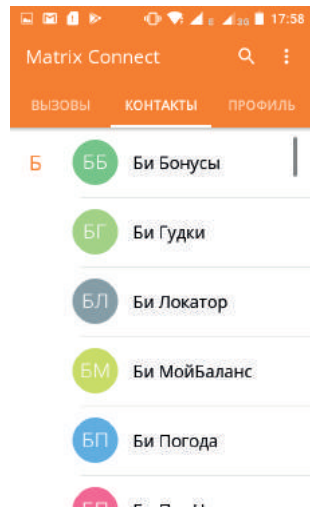 17:58
Matrix Connect
ВЫЗОВЫ КОНТАКТЫ ПРОФИЛЬ
Б ББ Би Бонусы
БГ Би Гудки
БЛ Би Локатор
БМ Би МойБаланс
БП Би Погода